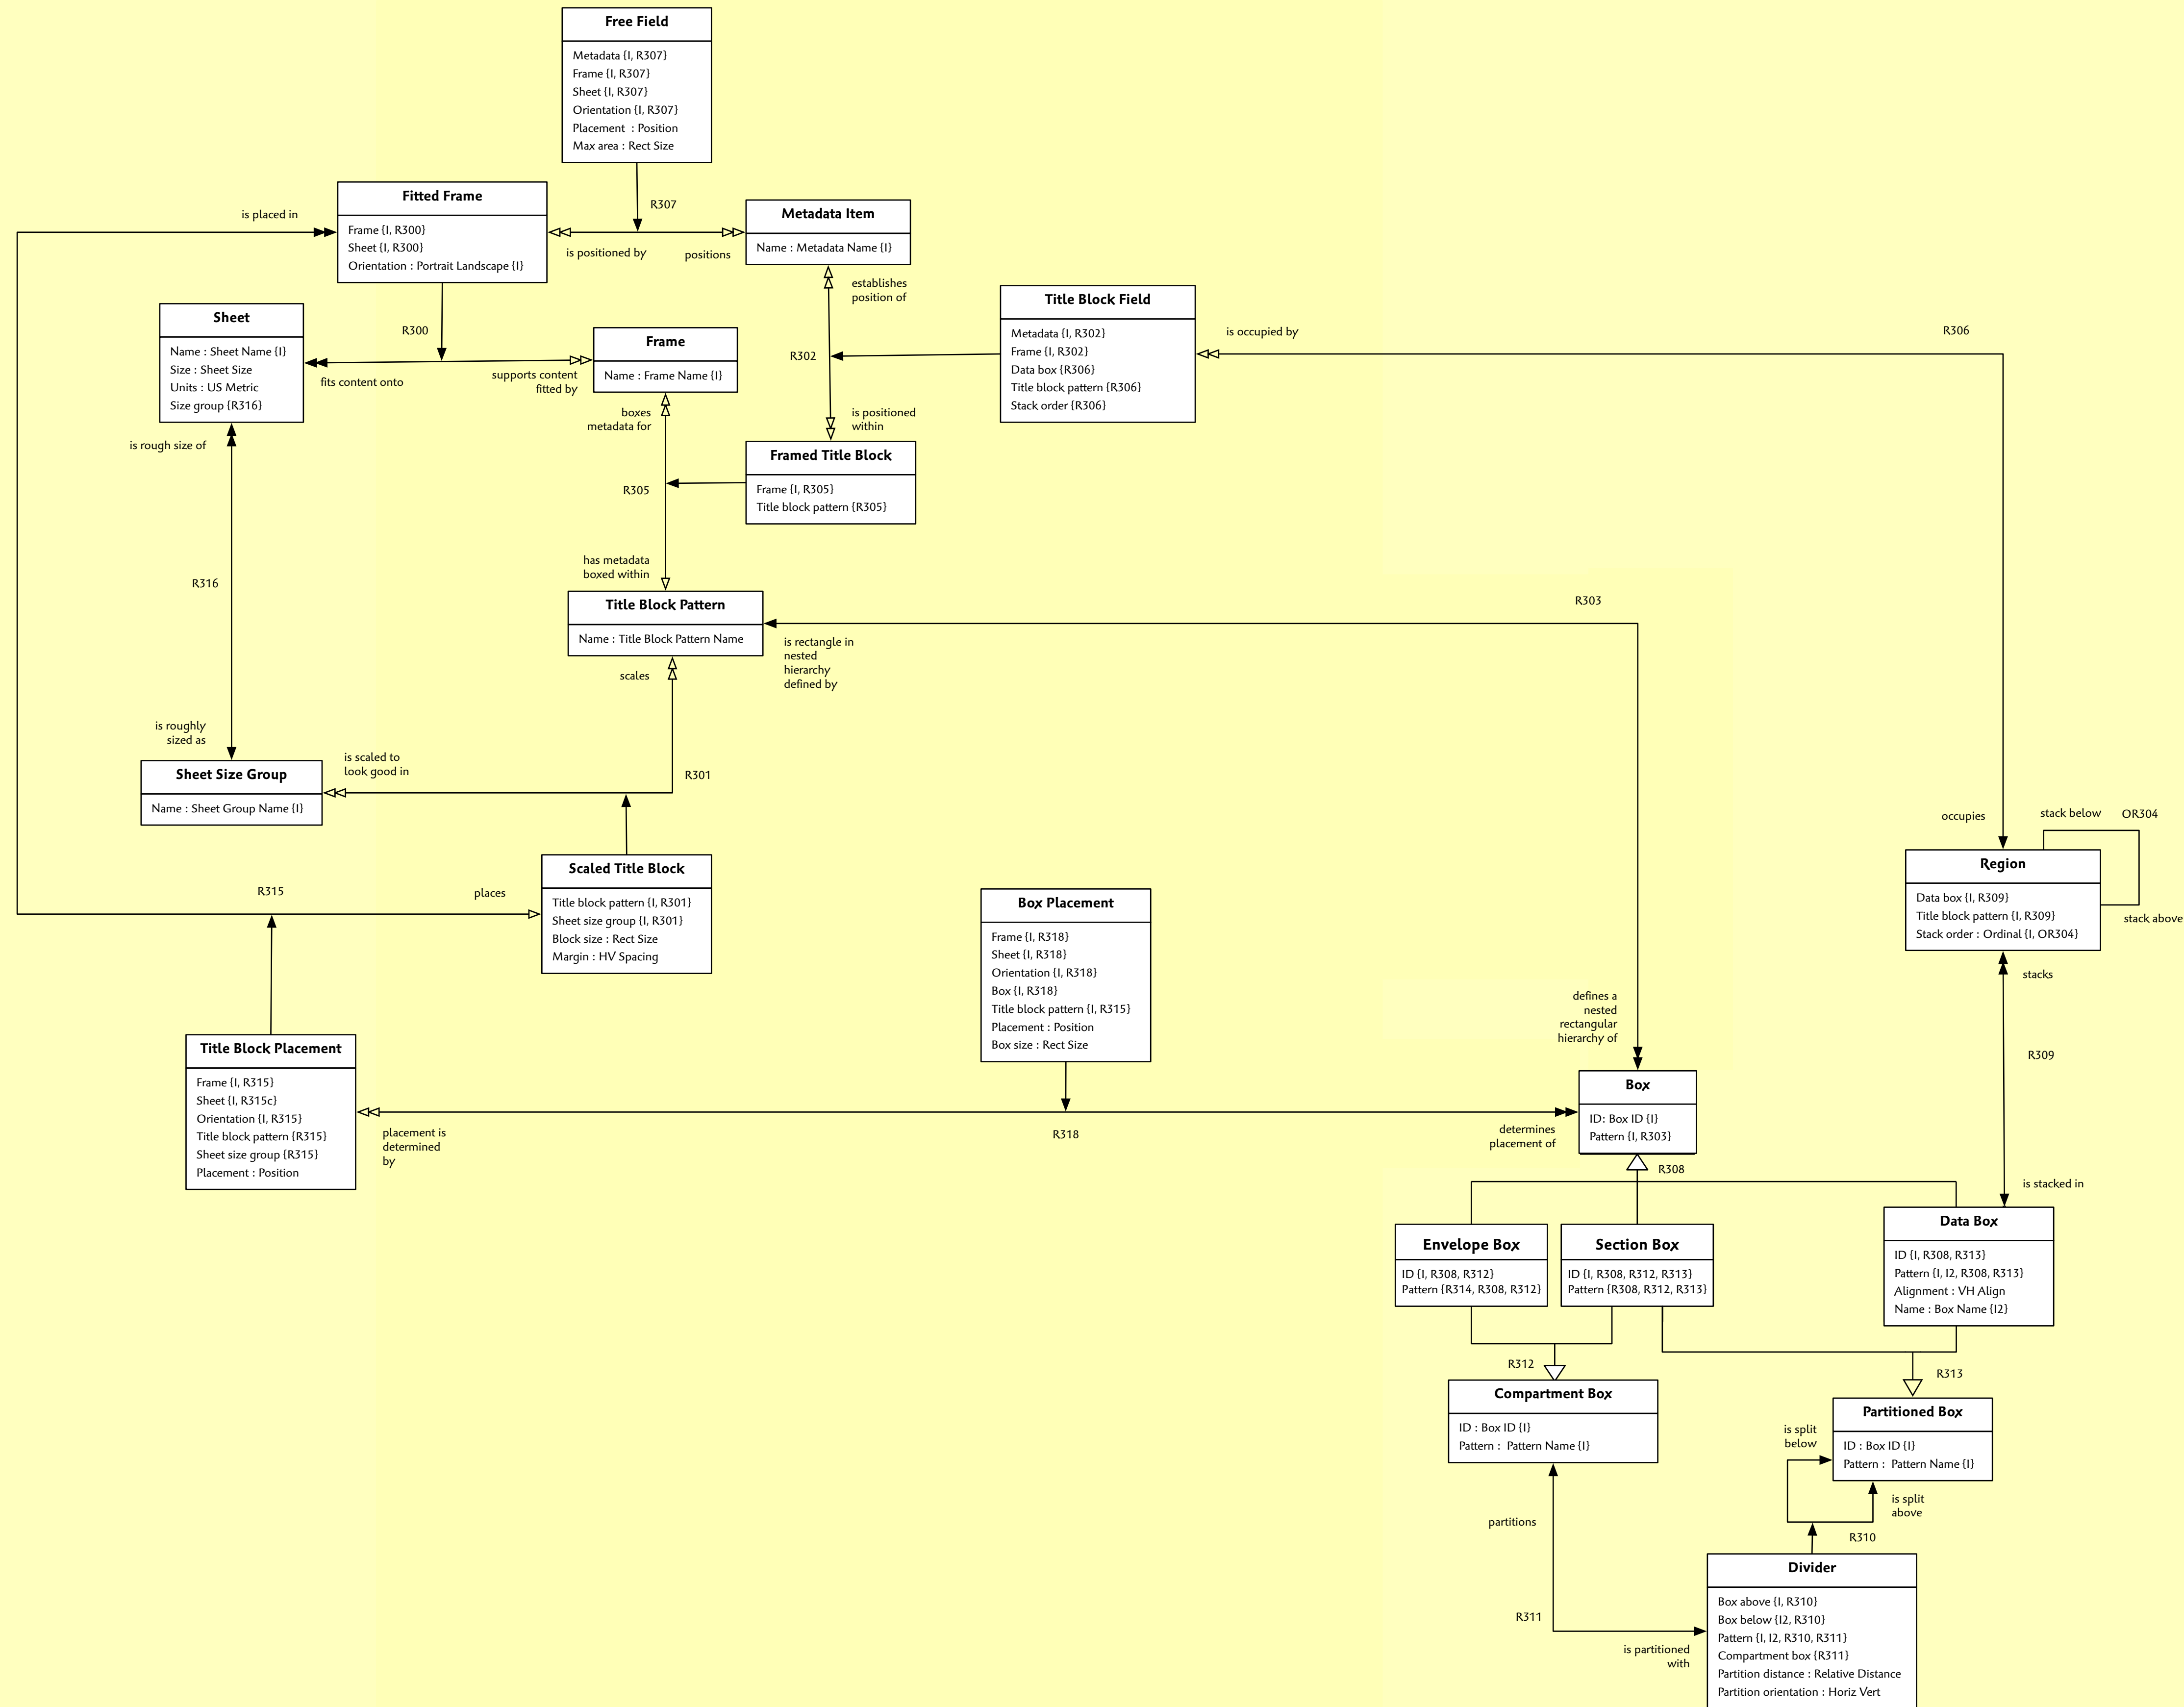 Free Field
Metadata {I, R307}
Frame {I, R307}
Sheet {I, R307}
Orientation {I, R307}
Placement  : Position
Max area : Rect Size
R307
Fitted Frame
Frame {I, R300}
Sheet {I, R300}
Orientation : Portrait Landscape {I}
is placed in
is positioned by
positions
Metadata Item
Name : Metadata Name {I}
establishes
position of
R302
is positioned
within
Title Block Field
Metadata {I, R302}
Frame {I, R302}
Data box {R306}
Title block pattern {R306}
Stack order {R306}
is occupied by
R306
Sheet
Name : Sheet Name {I}
Size : Sheet Size
Units : US Metric
Size group {R316}
R300
fits content onto
supports content
fitted by
Frame
Name : Frame Name {I}
boxes
metadata for
R305
has metadata
boxed within
Framed Title Block
Frame {I, R305}
Title block pattern {R305}
is rough size of
R316
is roughly
sized as
Title Block Pattern
Name : Title Block Pattern Name
scales
is rectangle in
nested
hierarchy
defined by
R303
Sheet Size Group
Name : Sheet Group Name {I}
is scaled to
look good in
R301
Scaled Title Block
Title block pattern {I, R301}
Sheet size group {I, R301}
Block size : Rect Size
Margin : HV Spacing
R315
places
occupies
stack below
OR304
Region
Data box {I, R309}
Title block pattern {I, R309}
Stack order : Ordinal {I, OR304}
stack above
stacks
R309
is stacked in
Box Placement
Frame {I, R318}
Sheet {I, R318}
Orientation {I, R318}
Box {I, R318}
Title block pattern {I, R315}
Placement : Position
Box size : Rect Size
defines a
nested
rectangular
hierarchy of
Title Block Placement
Frame {I, R315}
Sheet {I, R315c}
Orientation {I, R315}
Title block pattern {R315}
Sheet size group {R315}
Placement : Position
placement is
determined
by
R318
determines
placement of
Box
ID: Box ID {I}
Pattern {I, R303}
R308
Envelope Box
ID {I, R308, R312}
Pattern {R314, R308, R312}
Section Box
ID {I, R308, R312, R313}
Pattern {R308, R312, R313}
Data Box
ID {I, R308, R313}
Pattern {I, I2, R308, R313}
Alignment : VH Align
Name : Box Name {I2}
R312
R313
Compartment Box
ID : Box ID {I}
Pattern :  Pattern Name {I}
Partitioned Box
ID : Box ID {I}
Pattern :  Pattern Name {I}
is split
below
is split
above
R310
partitions
R311
is partitioned
with
Divider
Box above {I, R310}
Box below {I2, R310}
Pattern {I, I2, R310, R311}
Compartment box {R311}
Partition distance : Relative Distance
Partition orientation : Horiz Vert